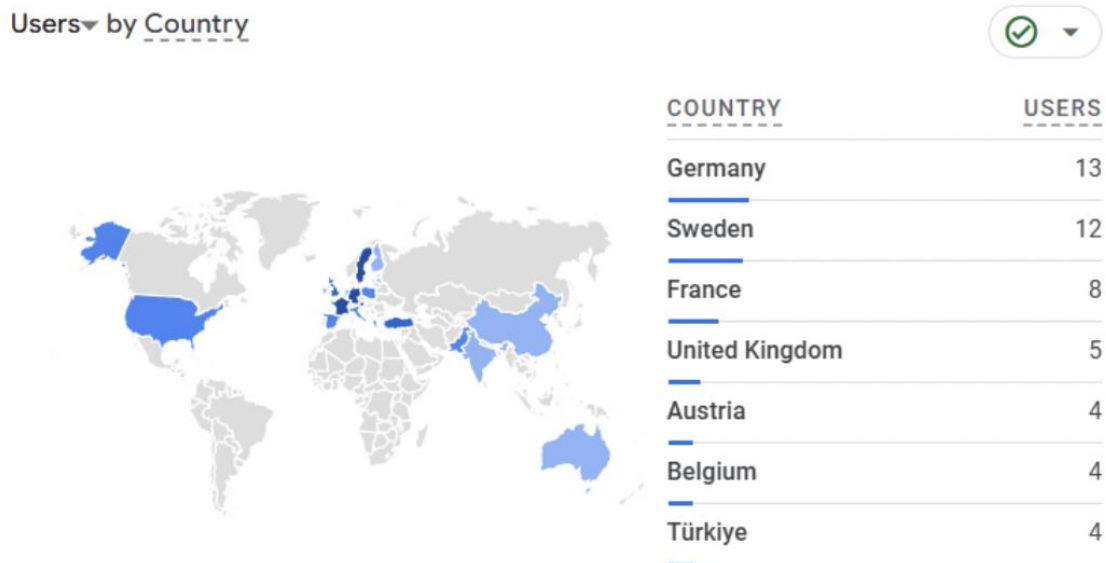 Users by Country
COUNTRY USERS
Germany 13
Sweden 12
France 8
United Kingdom 5
Austria 4
Belgium 4
Türkiye 4